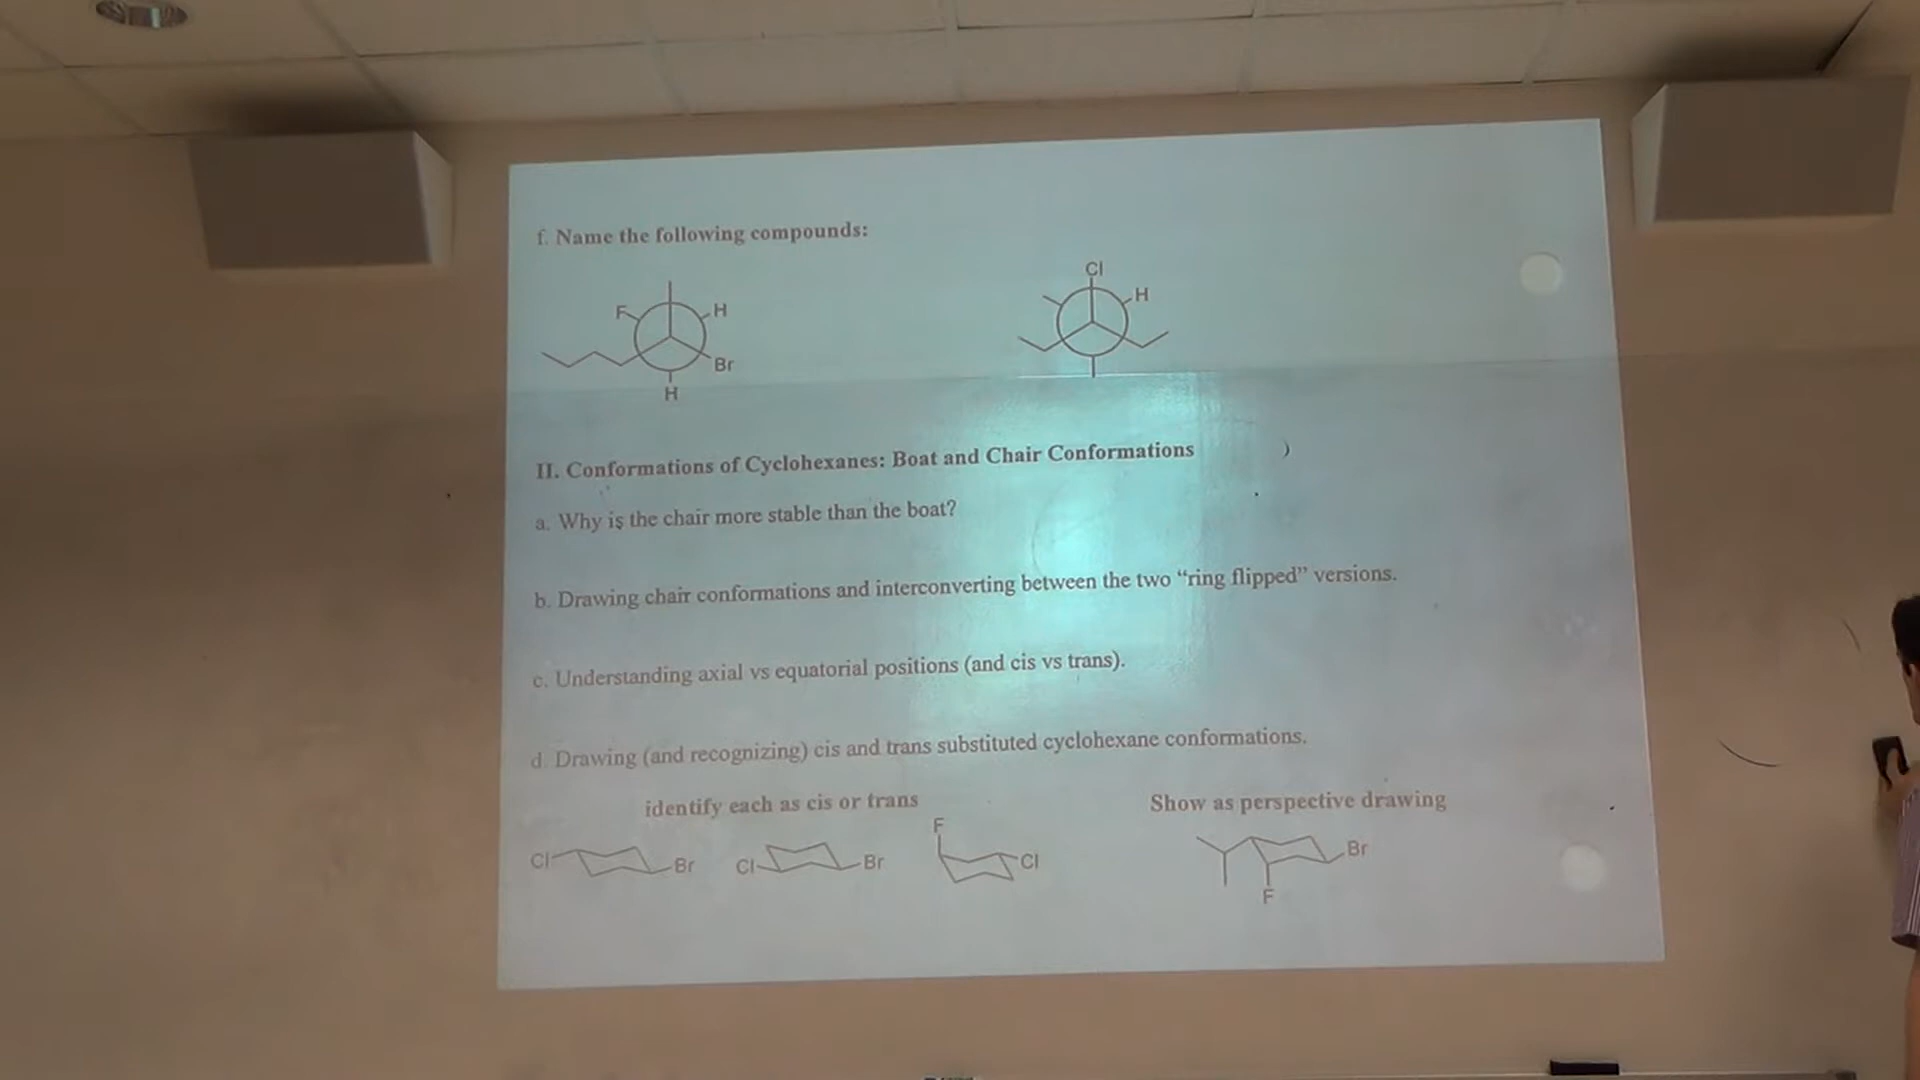 f. Name the following compounds:
F H
Br
H
Cl
H
II. Conformations of Cyclohexanes: Boat and Chair Conformations )
a. Why is the chair more stable than the boat?
b. Drawing chair conformations and interconverting between the two “ring flipped” versions.
c. Understanding axial vs equatorial positions (and cis vs trans).
d. Drawing (and recognizing) cis and trans substituted cyclohexane conformations.
identify each as cis or trans
Show as perspective drawing
Cl Br
Cl Br
F
Cl
Br
F